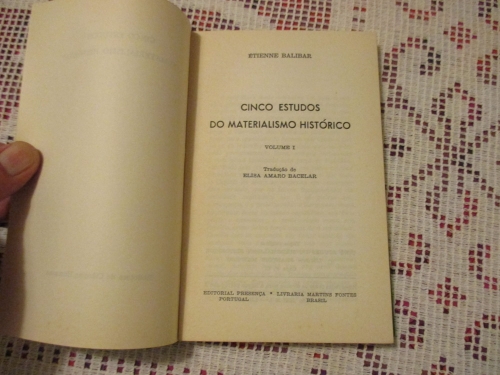 ETIENNE BALIBAR
CINCO ESTUDOS
DO MATERIALISMO HISTÓRICO
VOLUME I
Tradução de
ELISA AMARO BACELAR
EDITORIAL PRESENÇA • LIVRARIA MARTINS FONTES
PORTUGAL BRASIL